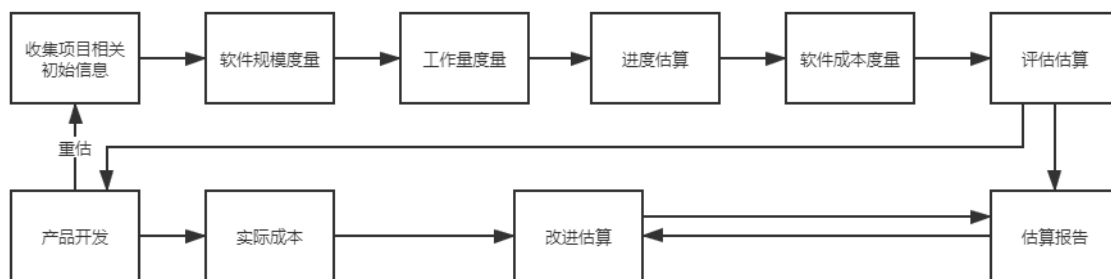 收集项目相关
初始信息
软件规模度量
工作量度量
进度估算
软件成本度量
评估估算
重估
产品开发
实际成本
改进估算
估算报告